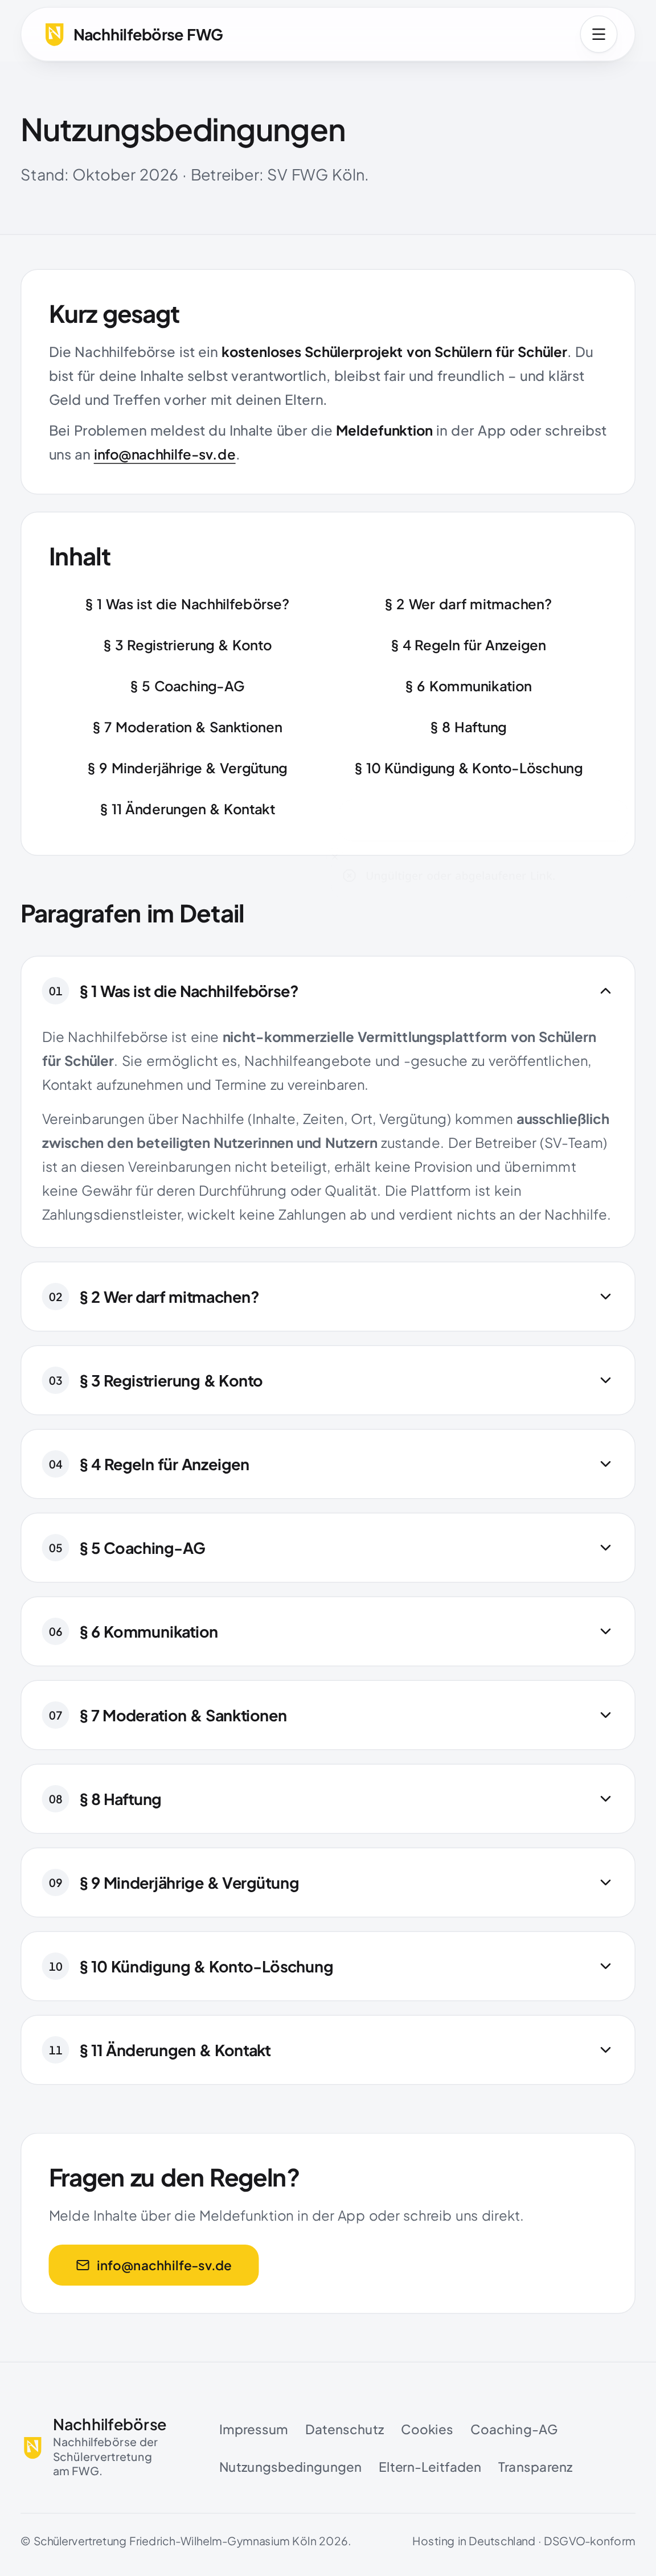 Nachhilfebörse FWG
Nutzungsbedingungen
Stand: Oktober 2026 · Betreiber: SV FWG Köln.
Kurz gesagt
Die Nachhilfebörse ist ein kostenloses Schülerprojekt von Schülern für Schüler. Du
bist für deine Inhalte selbst verantwortlich, bleibst fair und freundlich – und klärst
Geld und Treffen vorher mit deinen Eltern.
Bei Problemen meldest du Inhalte über die Meldefunktion in der App oder schreibst
uns an info@nachhilfe-sv.de.
Inhalt
§ 1 Was ist die Nachhilfebörse?
§ 2 Wer darf mitmachen?
§ 3 Registrierung & Konto
§ 4 Regeln für Anzeigen
§ 5 Coaching-AG
§ 6 Kommunikation
§ 7 Moderation & Sanktionen
§ 8 Haftung
§ 9 Minderjährige & Vergütung
§ 10 Kündigung & Konto-Löschung
§ 11 Änderungen & Kontakt
Ungültiger oder abgelaufener Link
Paragrafen im Detail
01 § 1 Was ist die Nachhilfebörse?
Die Nachhilfebörse ist eine nicht-kommerzielle Vermittlungsplattform von Schülern
für Schüler. Sie ermöglicht es, Nachhilfeangebote und -gesuche zu veröffentlichen,
Kontakt aufzunehmen und Termine zu vereinbaren.
Vereinbarungen über Nachhilfe (Inhalte, Zeiten, Ort, Vergütung) kommen ausschließlich
zwischen den beteiligten Nutzerinnen und Nutzern zustande. Der Betreiber (SV-Team)
ist an diesen Vereinbarungen nicht beteiligt, erhält keine Provision und übernimmt
keine Gewähr für deren Durchführung oder Qualität. Die Plattform ist kein
Zahlungsdienstleister, wickelt keine Zahlungen ab und verdient nichts an der Nachhilfe.
02 § 2 Wer darf mitmachen?
03 § 3 Registrierung & Konto
04 § 4 Regeln für Anzeigen
05 § 5 Coaching-AG
06 § 6 Kommunikation
07 § 7 Moderation & Sanktionen
08 § 8 Haftung
09 § 9 Minderjährige & Vergütung
10 § 10 Kündigung & Konto-Löschung
11 § 11 Änderungen & Kontakt
Fragen zu den Regeln?
Melde Inhalte über die Meldefunktion in der App oder schreib uns direkt.
info@nachhilfe-sv.de
Nachhilfebörse
Nachhilfebörse der
Schülervertretung
am FWG.
Impressum Datenschutz Cookies Coaching-AG
Nutzungsbedingungen Eltern-Leitfaden Transparenz
© Schülervertretung Friedrich-Wilhelm-Gymnasium Köln 2026.
Hosting in Deutschland · DSGVO-konform